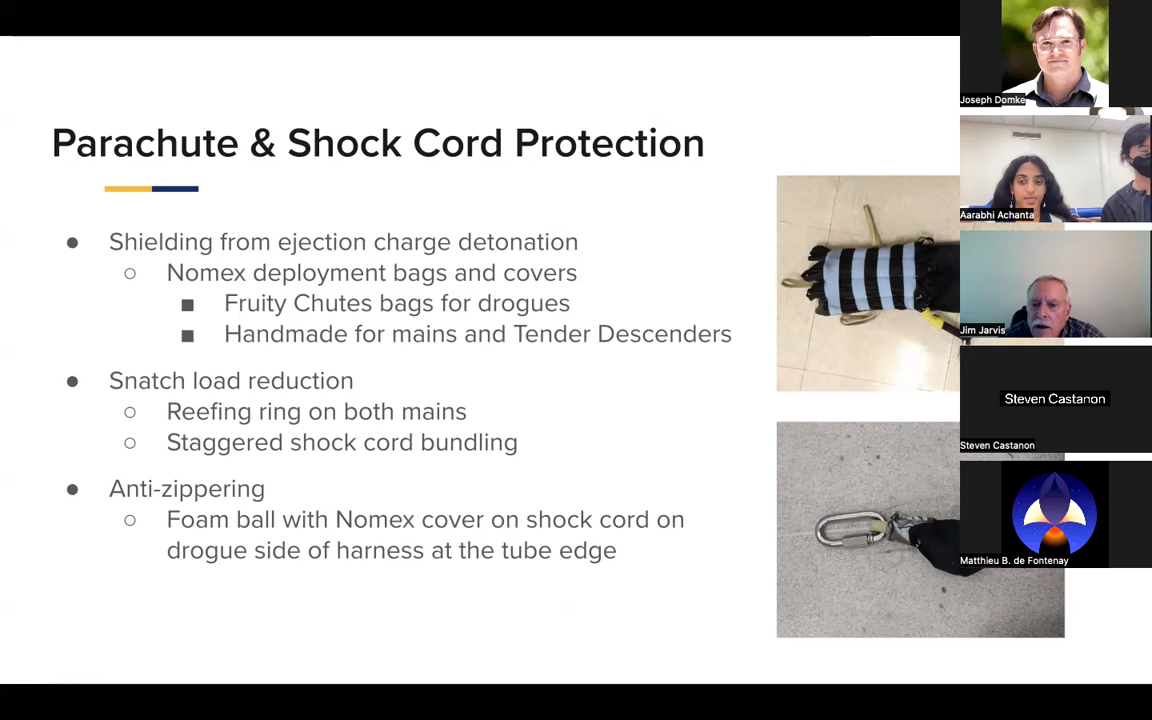 Parachute & Shock Cord Protection
● Shielding from ejection charge detonation
○ Nomex deployment bags and covers
■ Fruity Chutes bags for drogues
■ Handmade for mains and Tender Descenders
● Snatch load reduction
○ Reefing ring on both mains
○ Staggered shock cord bundling
● Anti-zippering
○ Foam ball with Nomex cover on shock cord on
drogue side of harness at the tube edge
Joseph Domke
Aarabhi Achanta
Jim Jarvis
Steven Castanon
Steven Castanon
Matthieu B. de Fontenay